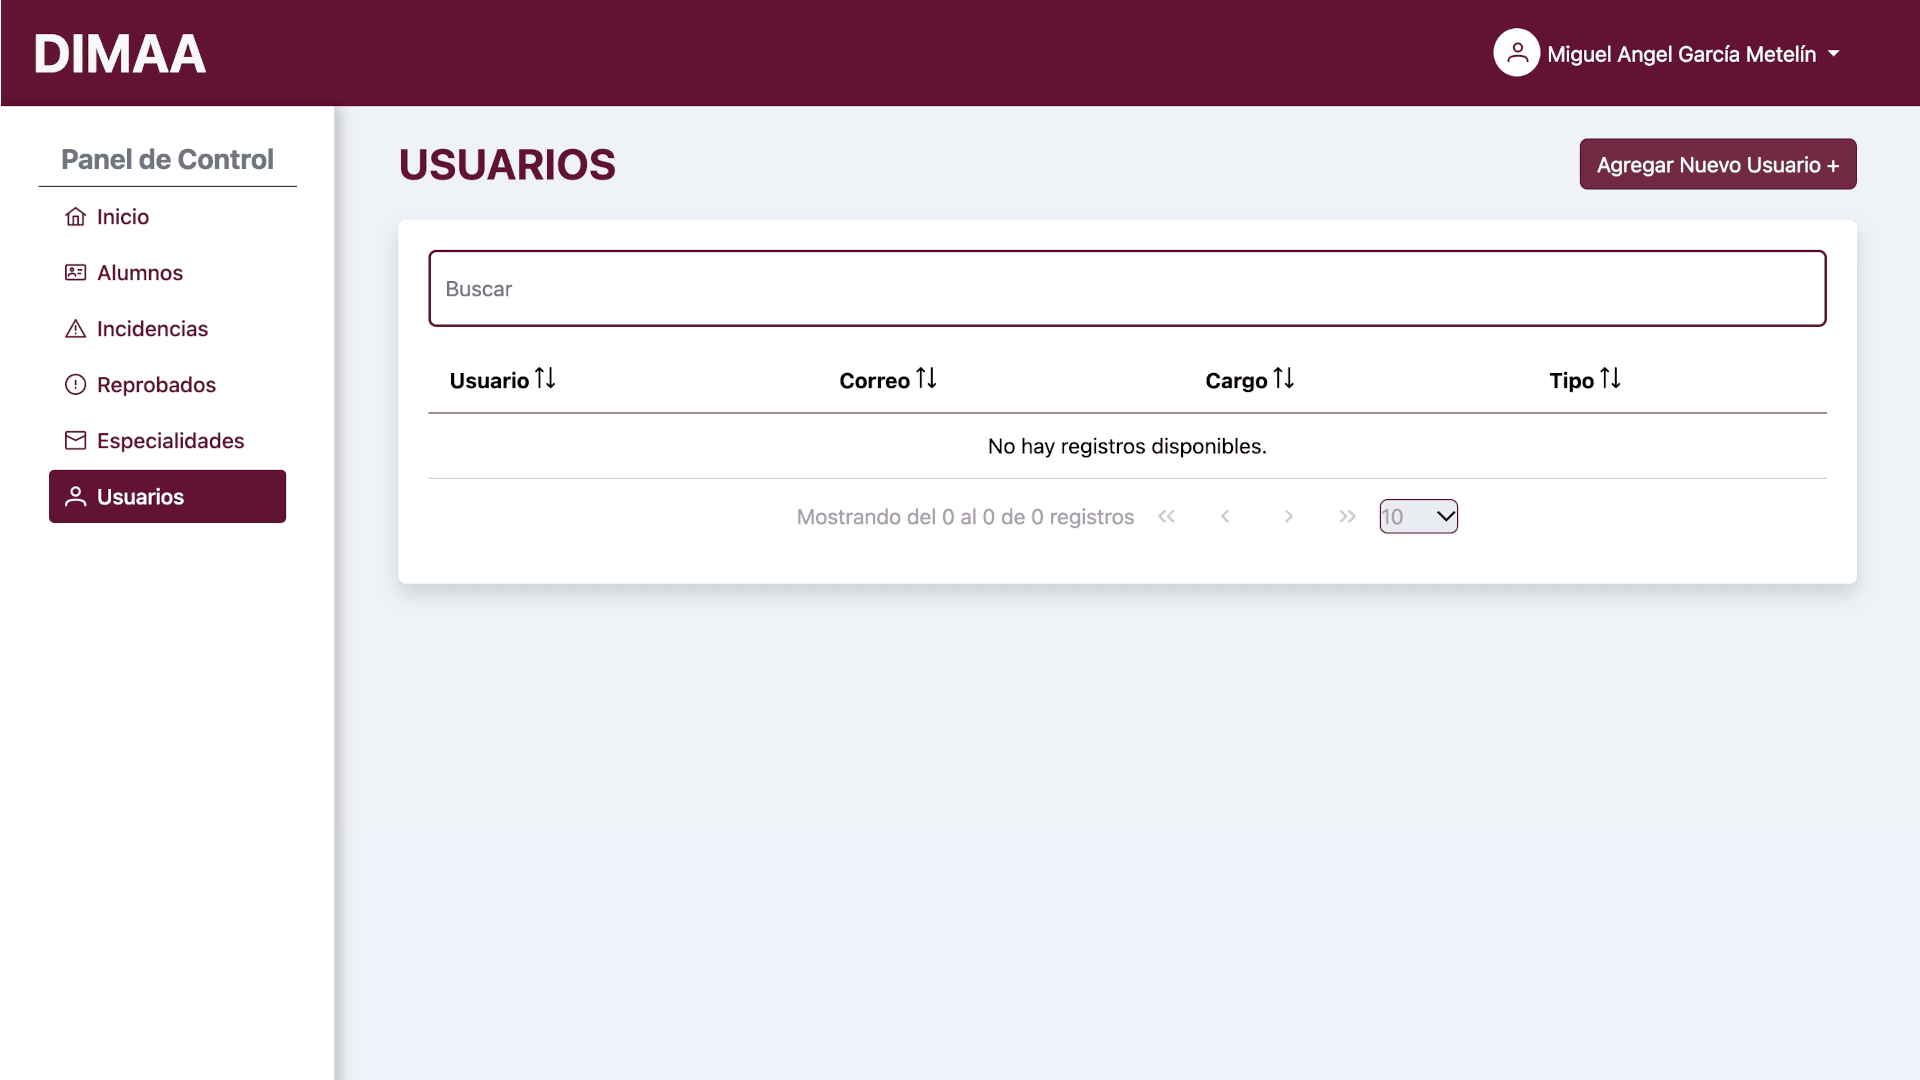 DIMAA
Miguel Angel García Metelín
Panel de Control
Inicio
Alumnos
Incidencias
Reprobados
Especialidades
Usuarios
USUARIOS
Agregar Nuevo Usuario +
Buscar
Usuario Correo Cargo Tipo
No hay registros disponibles.
Mostrando del 0 al 0 de 0 registros 10